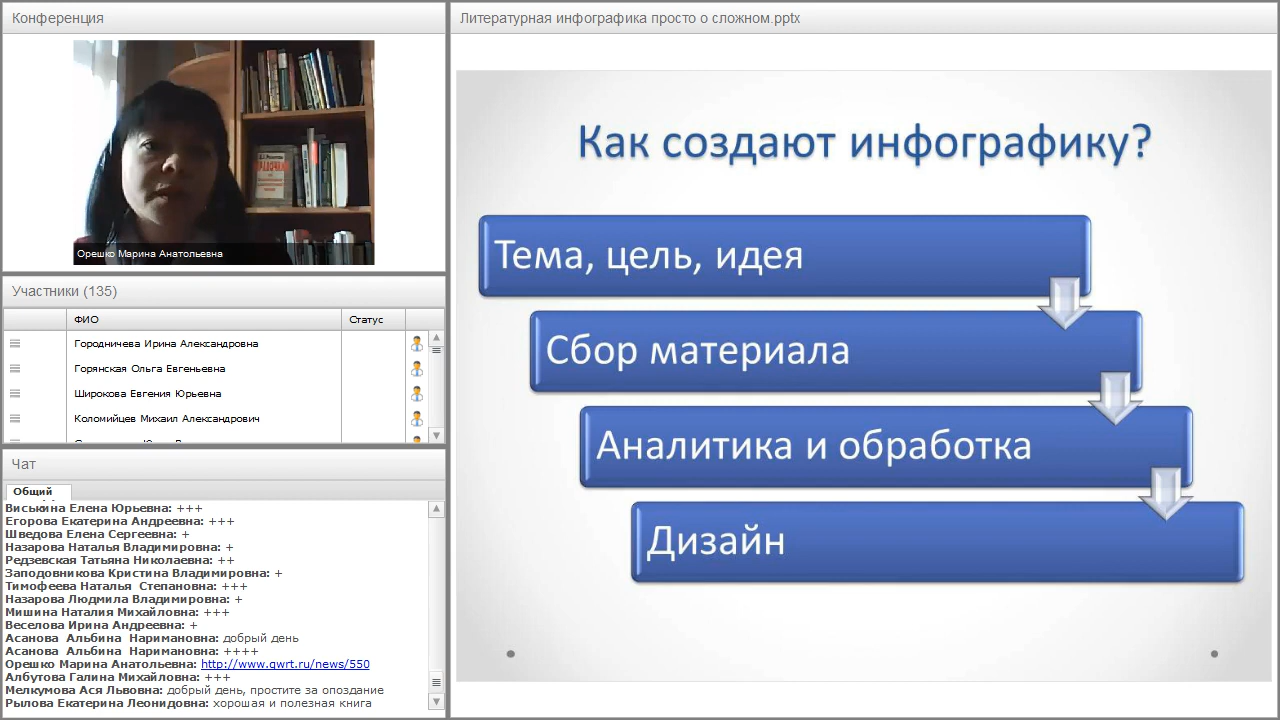 Конференция
Орешко Марина Анатольевна
Участники (135)
ФИО
Статус
Городничева Ирина Александровна
Горянская Ольга Евгеньевна
Широкова Евгения Юрьевна
Коломийцев Михаил Александрович
Чат
Общий
Виськина Елена Юрьевна: +++
Егорова Екатерина Андреевна: +++
Шведова Елена Сергеевна: +
Назарова Наталья Владимировна: +
Редзевская Татьяна Николаевна: ++
Заподовникова Кристина Владимировна: +
Тимофеева Наталья  Степановна: +++
Назарова Людмила Владимировна: +
Мишина Наталия Михайловна: +++
Веселова Ирина Андреевна: +
Асанова  Альбина  Наримановна: добрый день
Асанова  Альбина  Наримановна: ++++
Орешко Марина Анатольевна: http://www.qwrt.ru/news/550
Албутова Галина Михайловна: +++
Мелкумова Ася Львовна: добрый день, простите за опоздание
Рылова Екатерина Леонидовна: хорошая и полезная книга
Литературная инфографика просто о сложном.pptx
Как создают инфографику?
Тема, цель, идея
Сбор материала
Аналитика и обработка
Дизайн